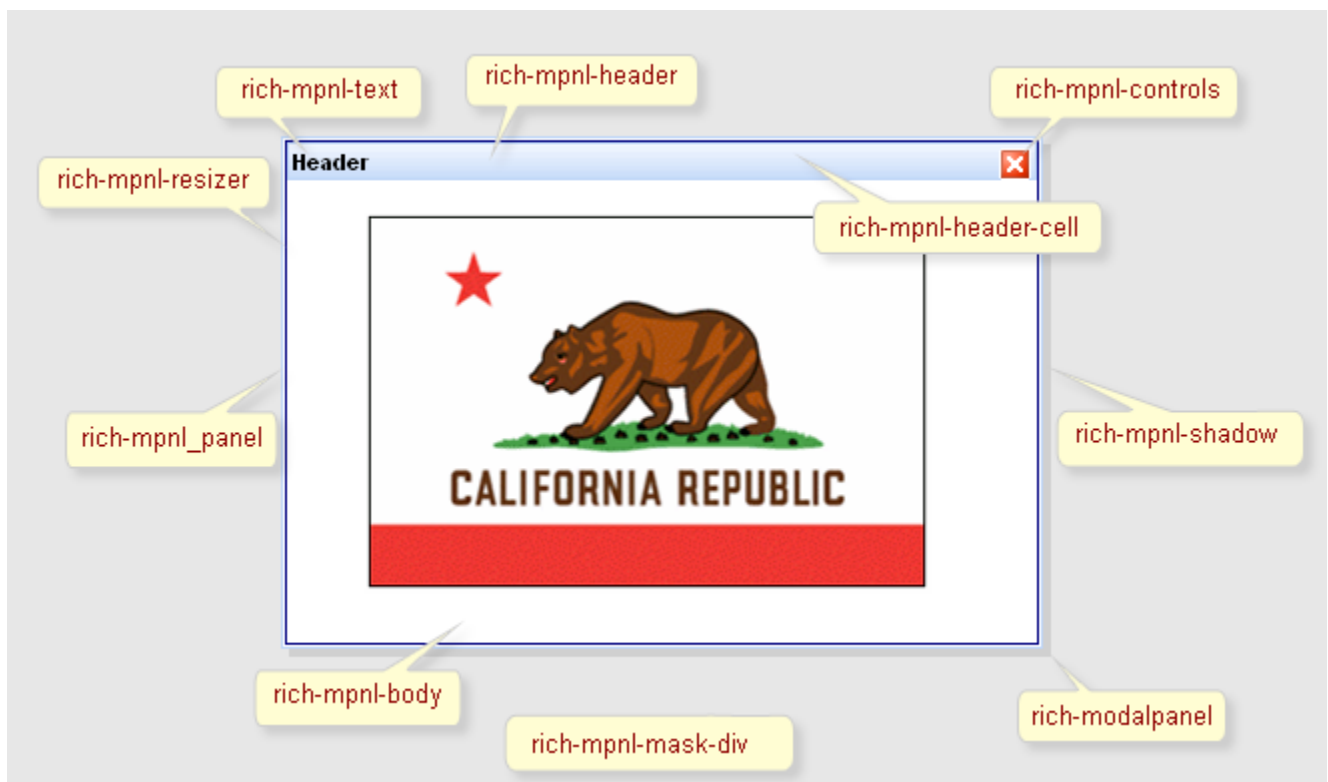 rich-mpnl-text
rich-mpnl-header
rich-mpnl-controls
Header
rich-mpnl-resizer
rich-mpnl-header-cell
rich-mpnl_panel
rich-mpnl-shadow
CALIFORNIA REPUBLIC
rich-mpnl-body
rich-modalpanel
rich-mpnl-mask-div